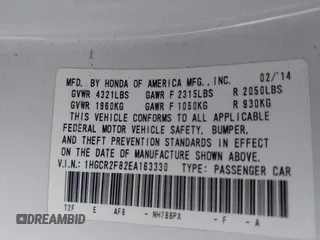 MFD. BY HONDA OF AMERICA MFG., INC. 02/'14
GVWR 4321LBS GAWR F 2315LBS R 2050LBS
GVWR 1960KG GAWR F 1050KG R 930KG
THIS VEHICLE CONFORMS TO ALL APPLICABLE
FEDERAL MOTOR VEHICLE SAFETY, BUMPER,
AND THEFT PREVENTION STANDARDS IN EFFECT
ON THE DATE OF MANUFACTURE SHOWN ABOVE.
V.I.N.: 1HGCR2F82EA163330 TYPE: PASSENGER CAR
T2F E AF8 - NH788PX - F - A
DREAMBID